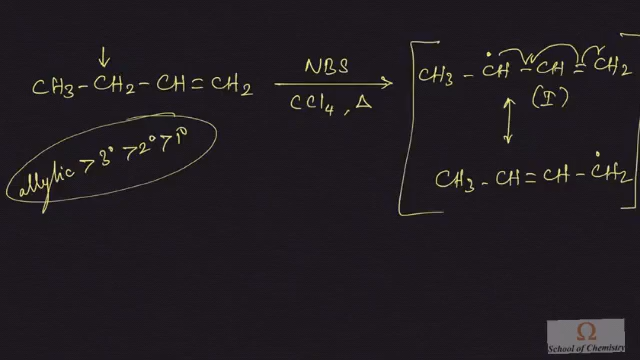 CH₃ - CH₂ - CH = CH₂
NBS
CCl₄, Δ
CH₃ - ĊH - CH = CH₂
(I)
CH₃ - CH = CH - ĊH₂
allylic > 3° > 2° > 1°
Ω
School of Chemistry